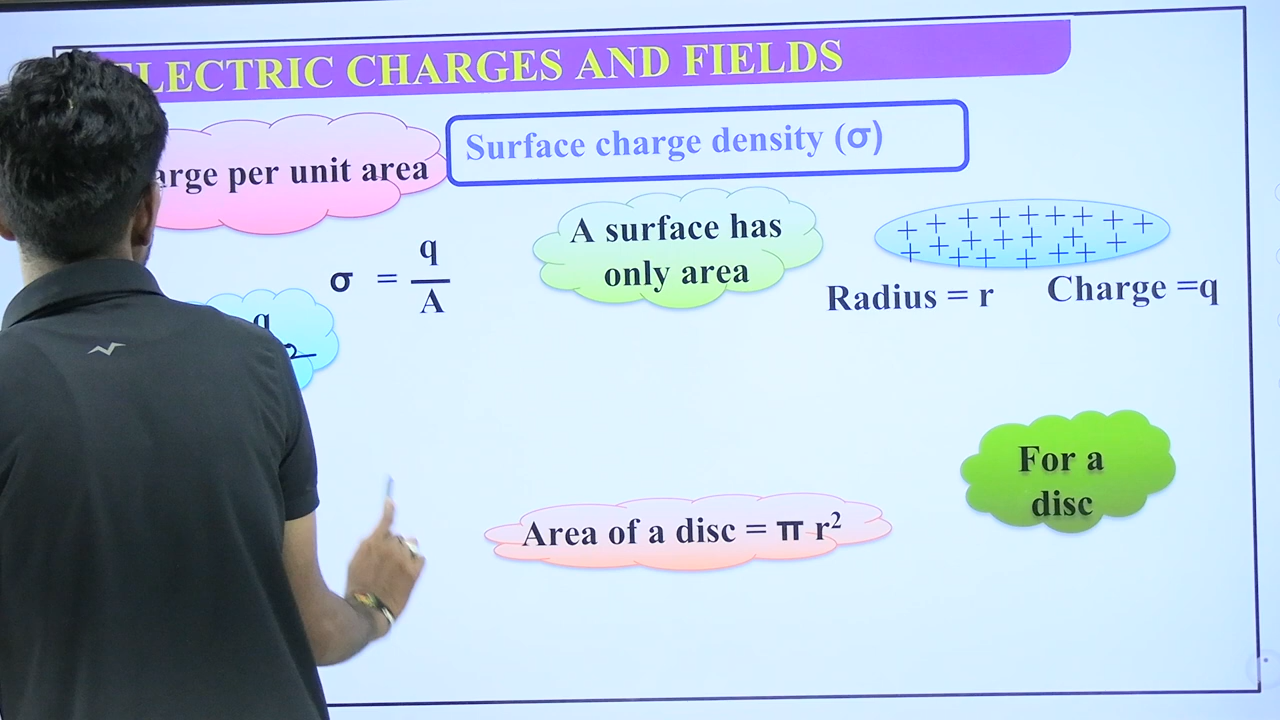 ELECTRIC CHARGES AND FIELDS
Surface charge density (σ)
per unit area
A surface has
only area
σ = q
A
Radius = r
Charge =q
q
For a
disc
Area of a disc = π r²